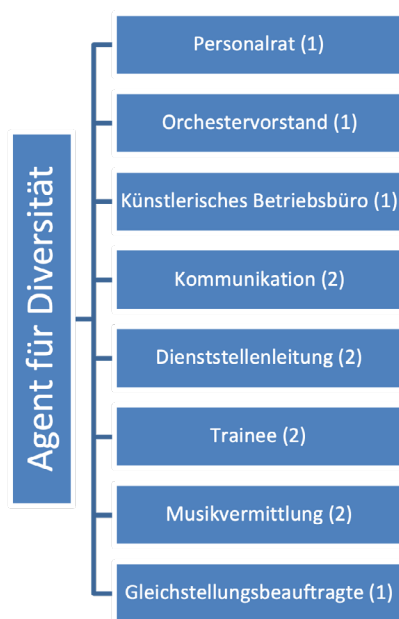 Agent für Diversität
Personalrat (1)
Orchestervorstand (1)
Künstlerisches Betriebsbüro (1)
Kommunikation (2)
Dienststellenleitung (2)
Trainee (2)
Musikvermittlung (2)
Gleichstellungsbeauftragte (1)